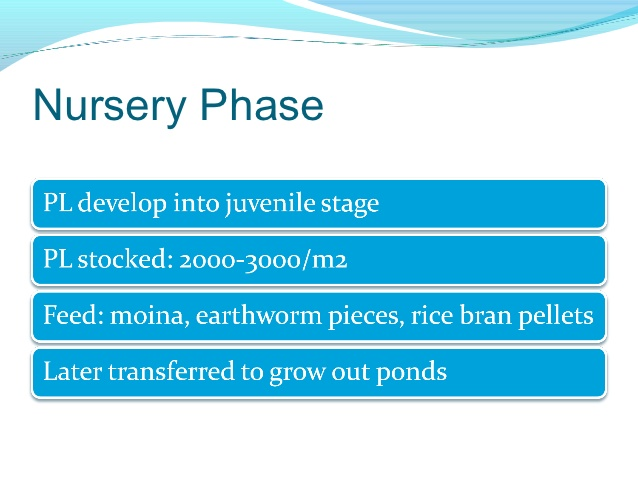 Nursery Phase
PL develop into juvenile stage
PL stocked: 2000-3000/m2
Feed: moina, earthworm pieces, rice bran pellets
Later transferred to grow out ponds